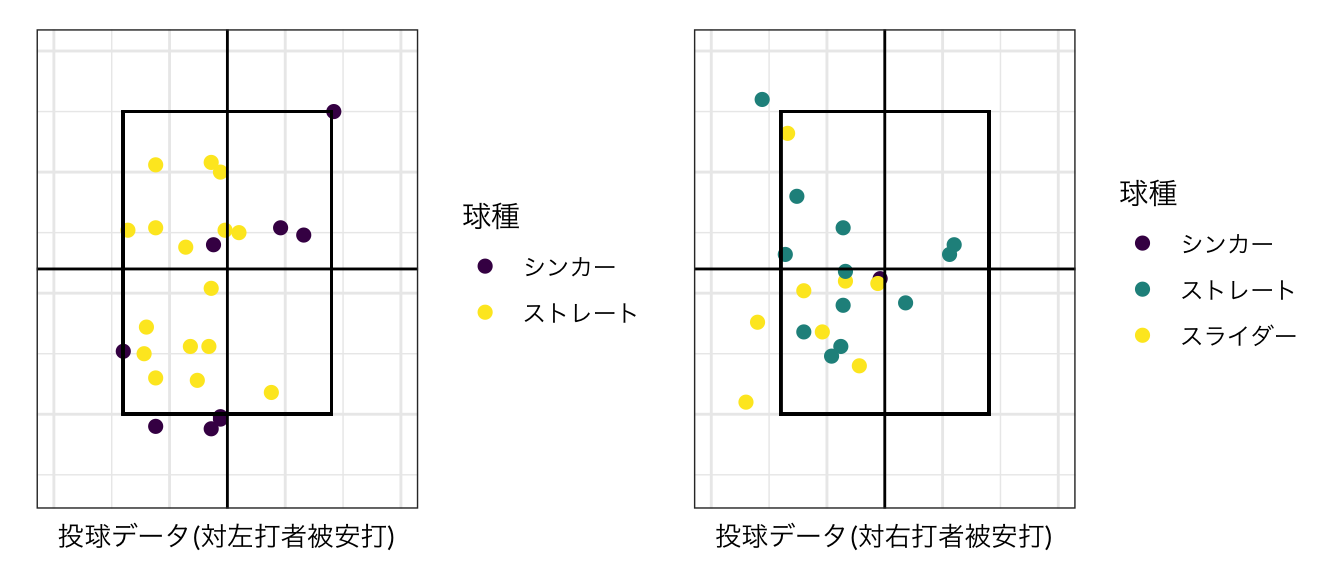 球種
シンカー
ストレート
投球データ(対左打者被安打)
球種
シンカー
ストレート
スライダー
投球データ(対右打者被安打)